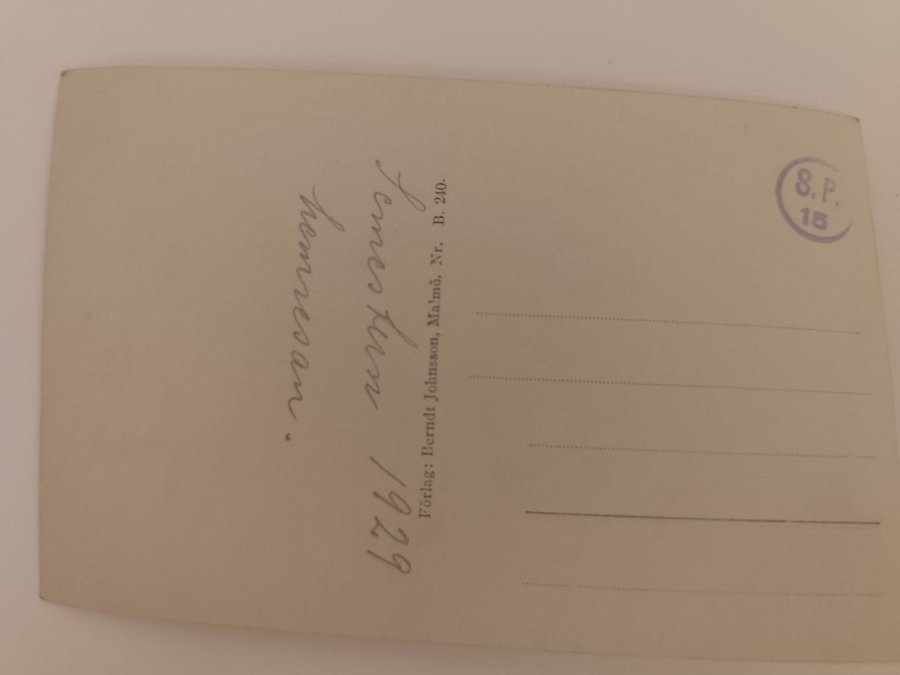 Semestern 1929
hemresan.
Förlag: Berndt Johnsson, Malmö. Nr. B. 240.
S.P.
15